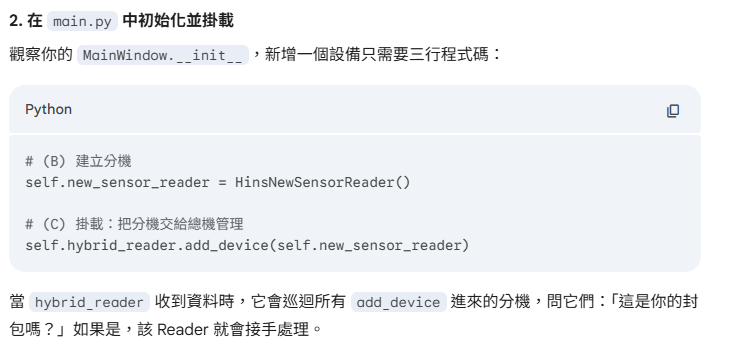 2. 在 main.py 中初始化並掛載
觀察你的 MainWindow.__init__，新增一個設備只需要三行程式碼：
Python
# (B) 建立分機
self.new_sensor_reader = HinsNewSensorReader()
# (C) 掛載：把分機交給總機管理
self.hybrid_reader.add_device(self.new_sensor_reader)
當 hybrid_reader 收到資料時，它會巡迴所有 add_device 進來的分機，問它們：「這是你的封
包嗎？」如果是，該 Reader 就會接手處理。